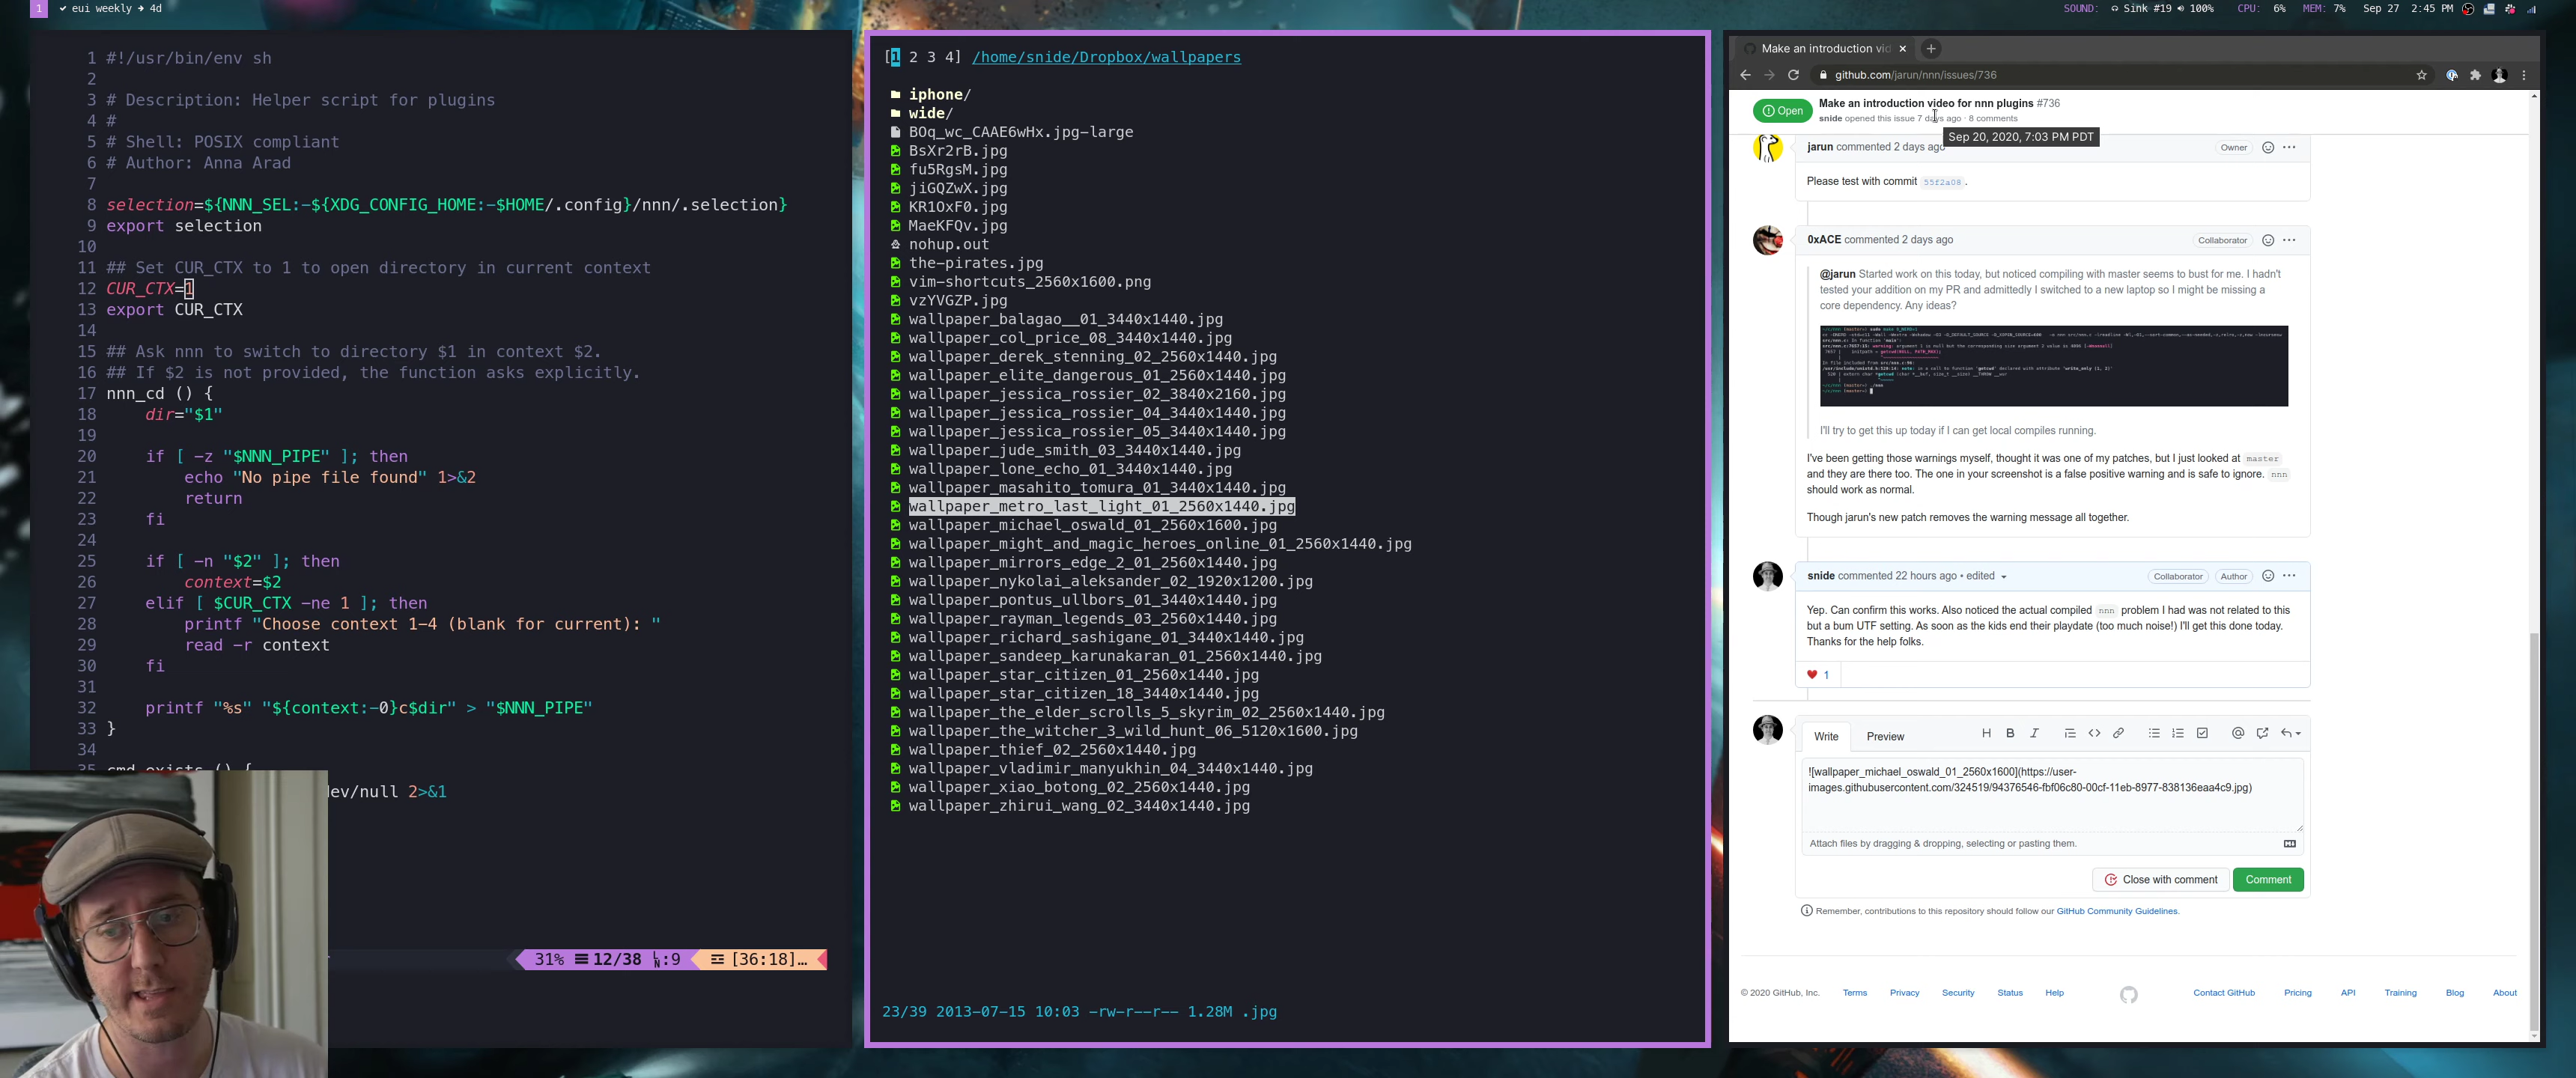 1 ✔ eui weekly → 4d
SOUND: Sink #19 100% CPU: 6% MEM: 7% Sep 27 2:45 PM
1 #!/usr/bin/env sh
2
3 # Description: Helper script for plugins
4 #
5 # Shell: POSIX compliant
6 # Author: Anna Arad
7
8 selection=${NNN_SEL:-${XDG_CONFIG_HOME:-$HOME/.config}/nnn/.selection}
9 export selection
10
11 ## Set CUR_CTX to 1 to open directory in current context
12 CUR_CTX=1
13 export CUR_CTX
14
15 ## Ask nnn to switch to directory $1 in context $2.
16 ## If $2 is not provided, the function asks explicitly.
17 nnn_cd () {
18 dir="$1"
19
20 if [ -z "$NNN_PIPE" ]; then
21 echo "No pipe file found" 1>&2
22 return
23 fi
24
25 if [ -n "$2" ]; then
26 context=$2
27 elif [ $CUR_CTX -ne 1 ]; then
28 printf "Choose context 1-4 (blank for current): "
29 read -r context
30 fi
31
32 printf "%s" "${context:-0}c$dir" > "$NNN_PIPE"
33 }
34
35 cmd_exists () {
dev/null 2>&1
31% ☰ 12/38 :9 [36:18]…
[1 2 3 4] /home/snide/Dropbox/wallpapers
iphone/
wide/
BOq_wc_CAAE6wHx.jpg-large
BsXr2rB.jpg
fu5RgsM.jpg
jiGQZwX.jpg
KR1OxF0.jpg
MaeKFQv.jpg
nohup.out
the-pirates.jpg
vim-shortcuts_2560x1600.png
vzYVGZP.jpg
wallpaper_balagao__01_3440x1440.jpg
wallpaper_col_price_08_3440x1440.jpg
wallpaper_derek_stenning_02_2560x1440.jpg
wallpaper_elite_dangerous_01_2560x1440.jpg
wallpaper_jessica_rossier_02_3840x2160.jpg
wallpaper_jessica_rossier_04_3440x1440.jpg
wallpaper_jessica_rossier_05_3440x1440.jpg
wallpaper_jude_smith_03_3440x1440.jpg
wallpaper_lone_echo_01_3440x1440.jpg
wallpaper_masahito_tomura_01_3440x1440.jpg
wallpaper_metro_last_light_01_2560x1440.jpg
wallpaper_michael_oswald_01_2560x1600.jpg
wallpaper_might_and_magic_heroes_online_01_2560x1440.jpg
wallpaper_mirrors_edge_2_01_2560x1440.jpg
wallpaper_nykolai_aleksander_02_1920x1200.jpg
wallpaper_pontus_ullbors_01_3440x1440.jpg
wallpaper_rayman_legends_03_2560x1440.jpg
wallpaper_richard_sashigane_01_3440x1440.jpg
wallpaper_sandeep_karunakaran_01_2560x1440.jpg
wallpaper_star_citizen_01_2560x1440.jpg
wallpaper_star_citizen_18_3440x1440.jpg
wallpaper_the_elder_scrolls_5_skyrim_02_2560x1440.jpg
wallpaper_the_witcher_3_wild_hunt_06_5120x1600.jpg
wallpaper_thief_02_2560x1440.jpg
wallpaper_vladimir_manyukhin_04_3440x1440.jpg
wallpaper_xiao_botong_02_2560x1440.jpg
wallpaper_zhirui_wang_02_3440x1440.jpg
23/39 2013-07-15 10:03 -rw-r--r-- 1.28M .jpg
Make an introduction vid
github.com/jarun/nnn/issues/736
Open
Make an introduction video for nnn plugins #736
snide opened this issue 7 days ago · 8 comments
Sep 20, 2020, 7:03 PM PDT
jarun commented 2 days ago Owner
Please test with commit 55f2a08.
0xACE commented 2 days ago Collaborator
@jarun Started work on this today, but noticed compiling with master seems to bust for me. I hadn't
tested your addition on my PR and admittedly I switched to a new laptop so I might be missing a
core dependency. Any ideas?
I'll try to get this up today if I can get local compiles running.
I've been getting those warnings myself, thought it was one of my patches, but I just looked at master
and they are there too. The one in your screenshot is a false positive warning and is safe to ignore. nnn
should work as normal.
Though jarun's new patch removes the warning message all together.
snide commented 22 hours ago • edited Collaborator Author
Yep. Can confirm this works. Also noticed the actual compiled nnn problem I had was not related to this
but a bum UTF setting. As soon as the kids end their playdate (too much noise!) I'll get this done today.
Thanks for the help folks.
❤ 1
Write Preview
![wallpaper_michael_oswald_01_2560x1600](https://user-
images.githubusercontent.com/324519/94376546-fbf06c80-00cf-11eb-8977-838136eaa4c9.jpg)
Attach files by dragging & dropping, selecting or pasting them.
Close with comment Comment
Remember, contributions to this repository should follow our GitHub Community Guidelines.
© 2020 GitHub, Inc. Terms Privacy Security Status Help Contact GitHub Pricing API Training Blog About